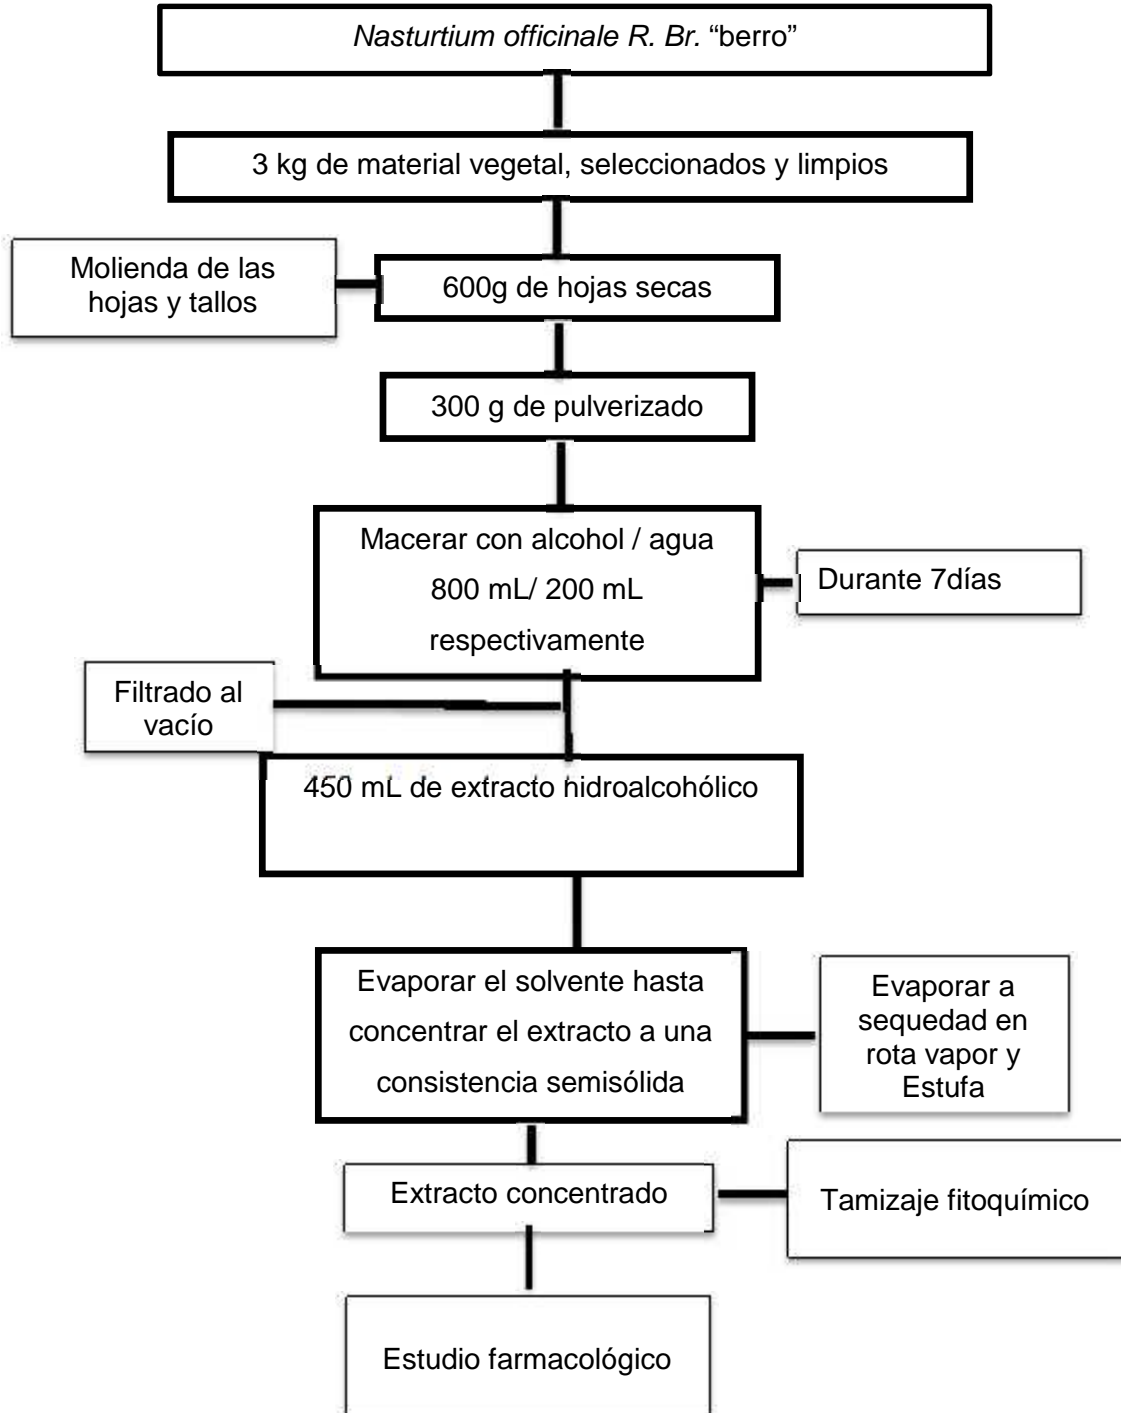 Nasturtium officinale R. Br. “berro”
3 kg de material vegetal, seleccionados y limpios
Molienda de las
hojas y tallos
600g de hojas secas
300 g de pulverizado
Macerar con alcohol / agua
800 mL/ 200 mL
respectivamente
Durante 7días
Filtrado al
vacío
450 mL de extracto hidroalcohólico
Evaporar el solvente hasta
concentrar el extracto a una
consistencia semisólida
Evaporar a
sequedad en
rota vapor y
Estufa
Extracto concentrado
Tamizaje fitoquímico
Estudio farmacológico